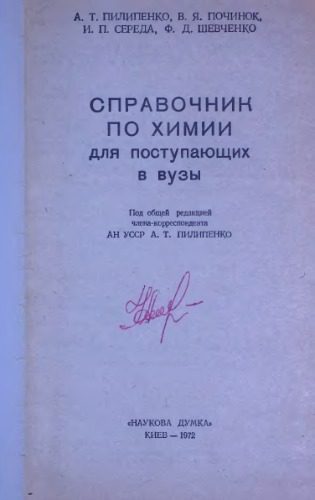 А. Т. ПИЛИПЕНКО, В. Я. ПОЧИНОК,
И. П. СЕРЕДА, Ф. Д. ШЕВЧЕНКО
СПРАВОЧНИК
ПО ХИМИИ
для поступающих
в вузы
Под общей редакцией
члена-корреспондента
АН УССР А. Т. ПИЛИПЕНКО
«НАУКОВА ДУМКА»
КИЕВ — 1972